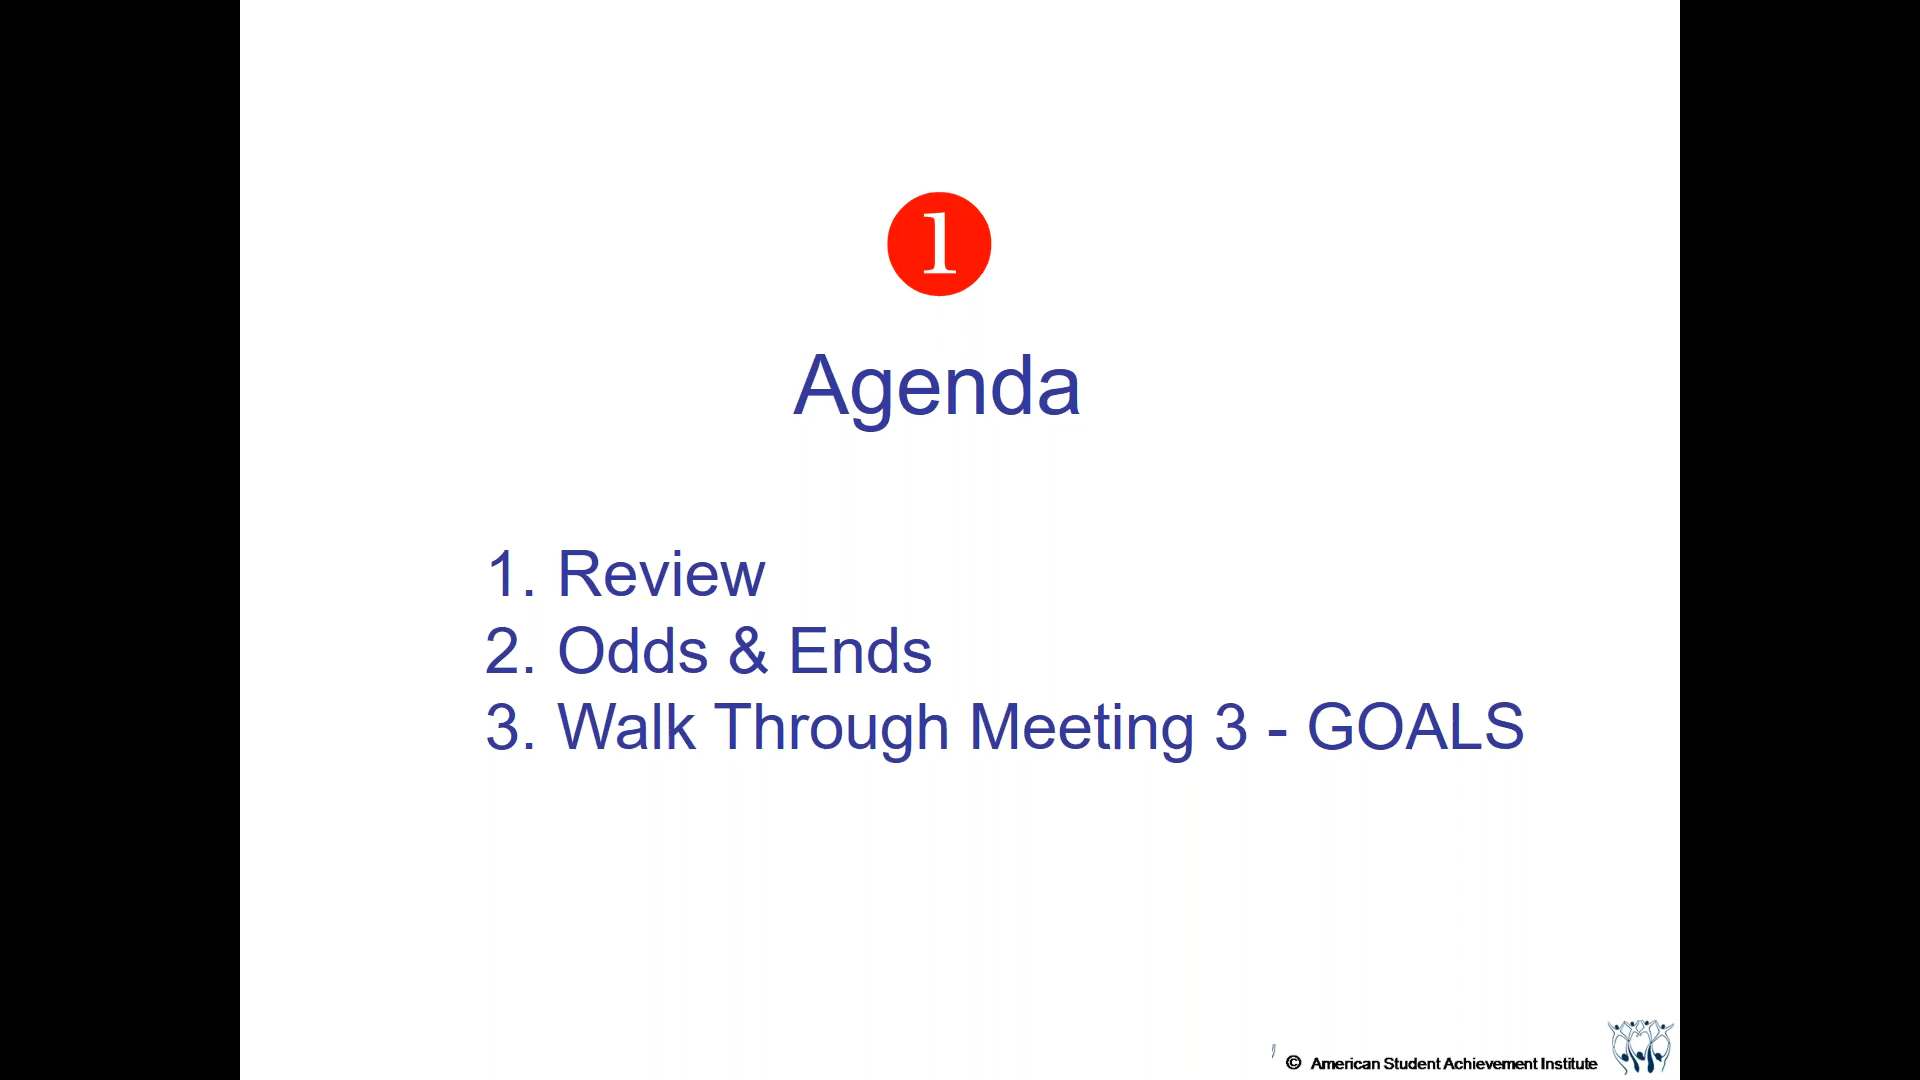 1
Agenda
1. Review
2. Odds & Ends
3. Walk Through Meeting 3 - GOALS
© American Student Achievement Institute